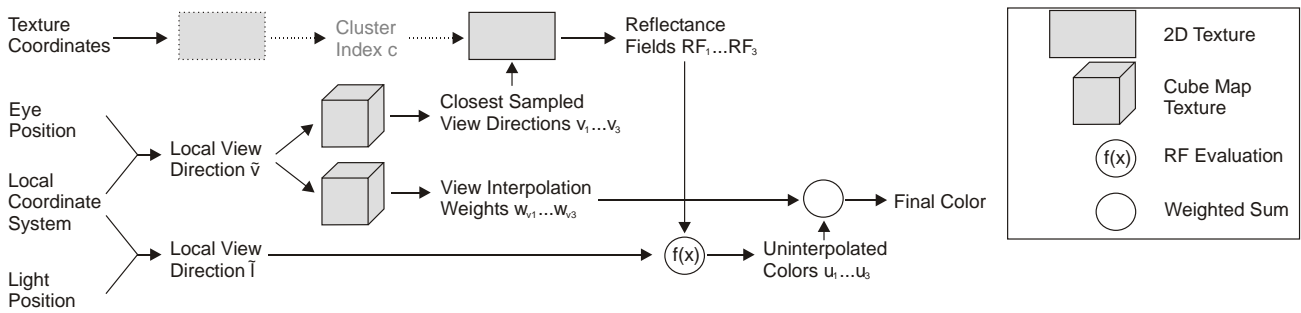 Texture
Coordinates
Cluster
Index c
Reflectance
Fields RF₁...RF₃
Eye
Position
Closest Sampled
View Directions v₁...v₃
Local View
Direction ṽ
Local
Coordinate
System
View Interpolation
Weights wᵥ₁...wᵥ₃
Final Color
Local View
Direction l̃
f(x)
Uninterpolated
Colors u₁...u₃
Light
Position
2D Texture
Cube Map
Texture
f(x)
RF Evaluation
Weighted Sum